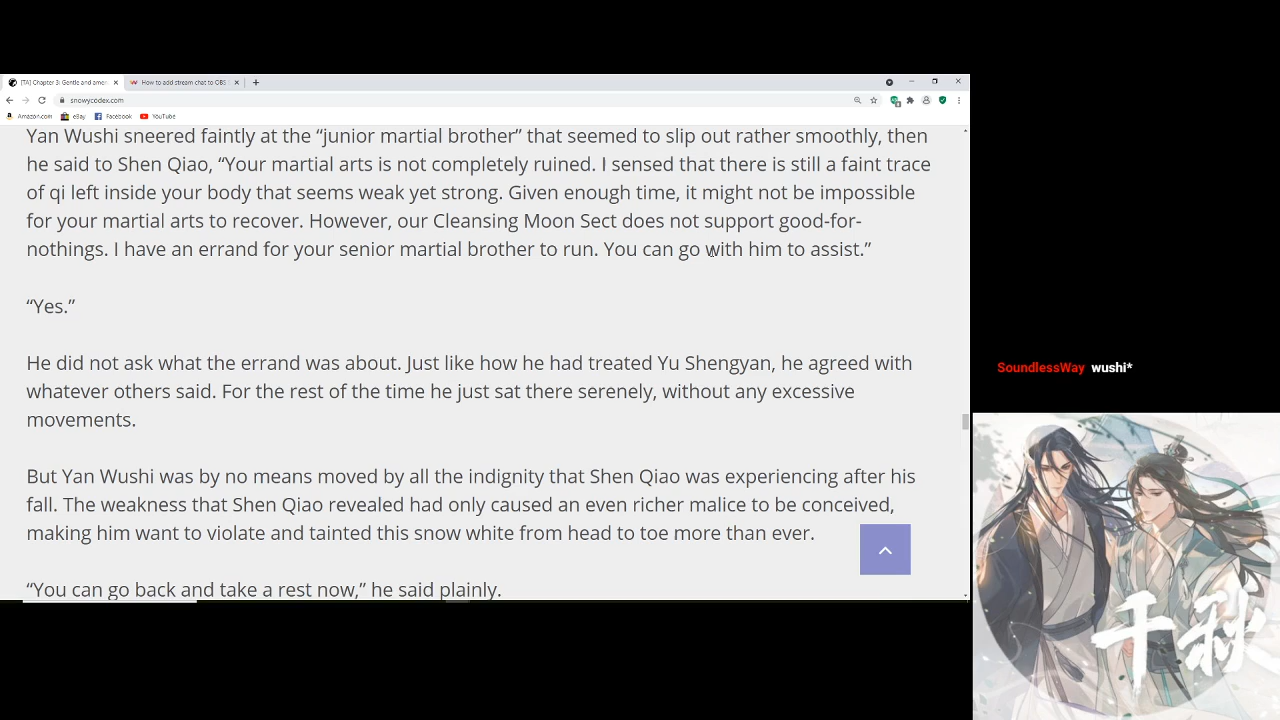 [TA] Chapter 3: Gentle and amer
How to add stream chat to OBS
snowycodex.com
Amazon.com
eBay
Facebook
YouTube
Yan Wushi sneered faintly at the “junior martial brother” that seemed to slip out rather smoothly, then
he said to Shen Qiao, “Your martial arts is not completely ruined. I sensed that there is still a faint trace
of qi left inside your body that seems weak yet strong. Given enough time, it might not be impossible
for your martial arts to recover. However, our Cleansing Moon Sect does not support good-for-
nothings. I have an errand for your senior martial brother to run. You can go with him to assist.”
“Yes.”
He did not ask what the errand was about. Just like how he had treated Yu Shengyan, he agreed with
whatever others said. For the rest of the time he just sat there serenely, without any excessive
movements.
But Yan Wushi was by no means moved by all the indignity that Shen Qiao was experiencing after his
fall. The weakness that Shen Qiao revealed had only caused an even richer malice to be conceived,
making him want to violate and tainted this snow white from head to toe more than ever.
“You can go back and take a rest now,” he said plainly.
SoundlessWay wushi*
千秋